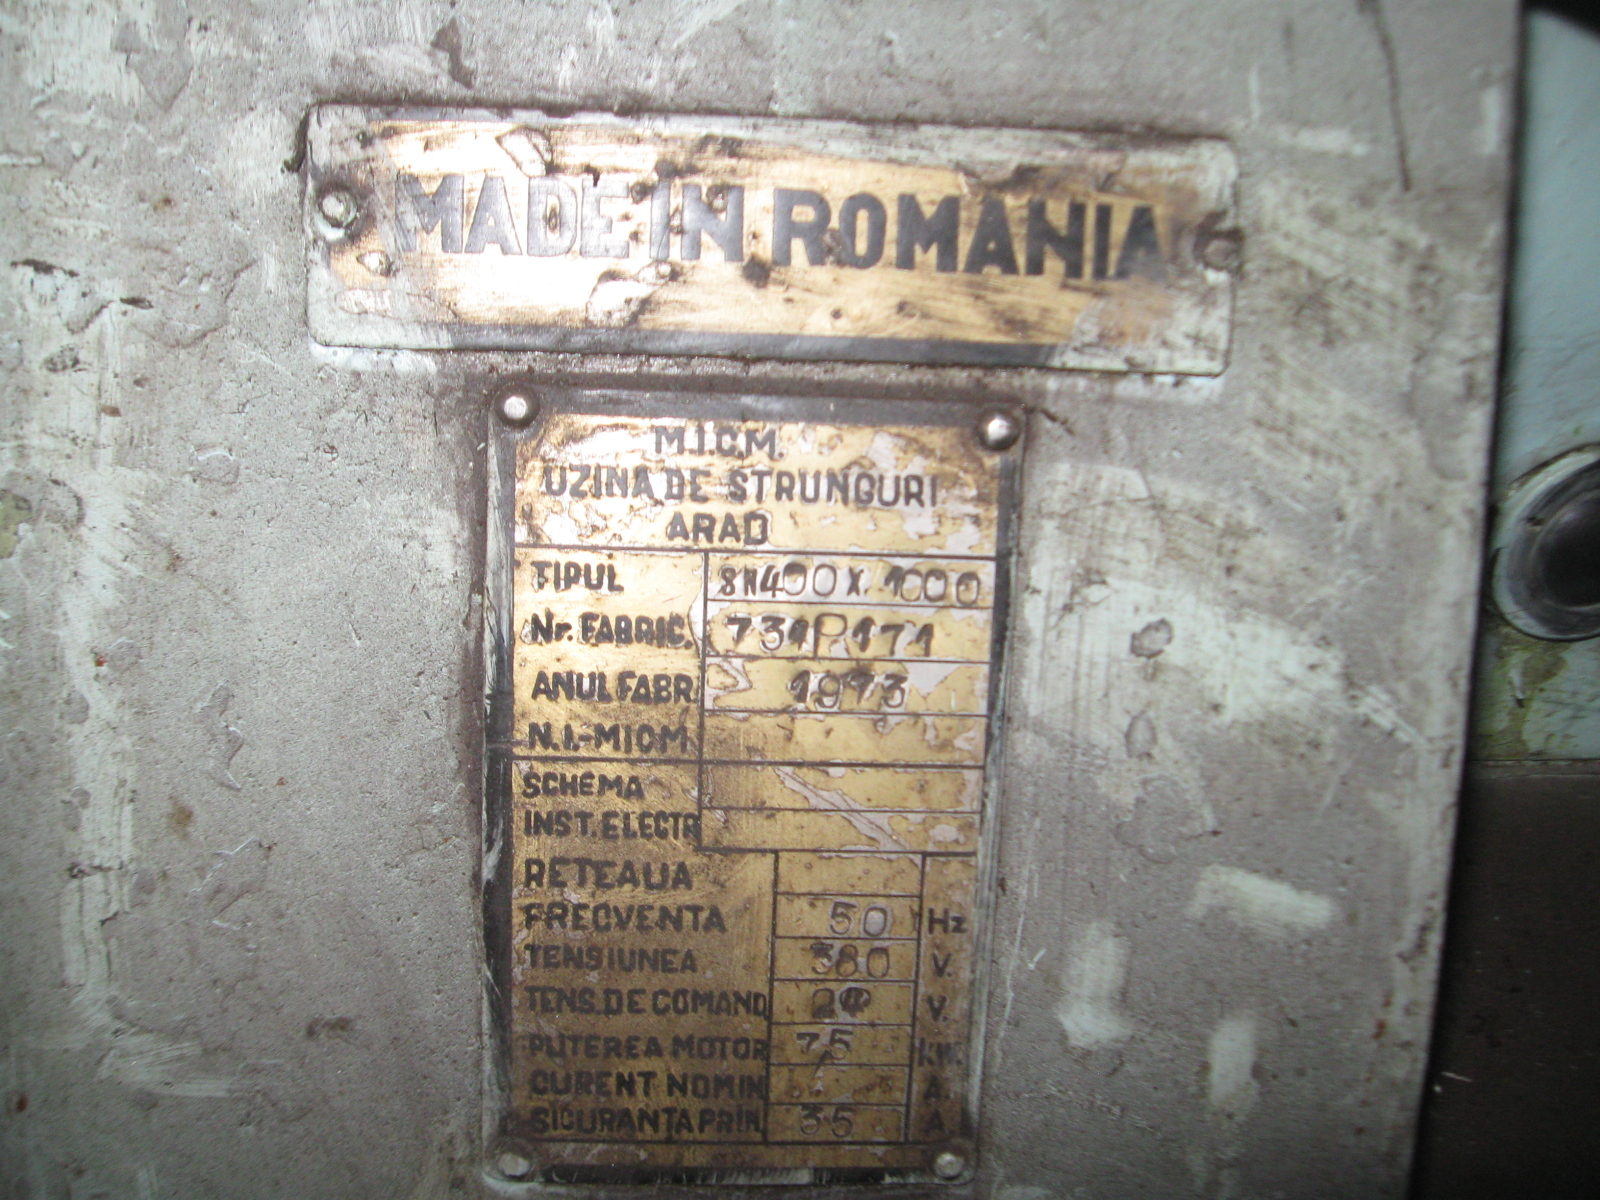 MADE IN ROMANIA
M.I.C.M.
UZINA DE STRUNGURI
ARAD
TIPUL SN400 X 1000
Nr. FABRIC. 731P171
ANUL FABR 1973
N.I.-MICM
SCHEMA
INST. ELECTR
RETEAUA
FRECVENTA 50 Hz
TENSIUNEA 380 V.
TENS. DE COMAND V.
PUTEREA MOTOR 7,5 kW.
CURENT NOMIN A.
SIGURANTA PRIN. 35 A